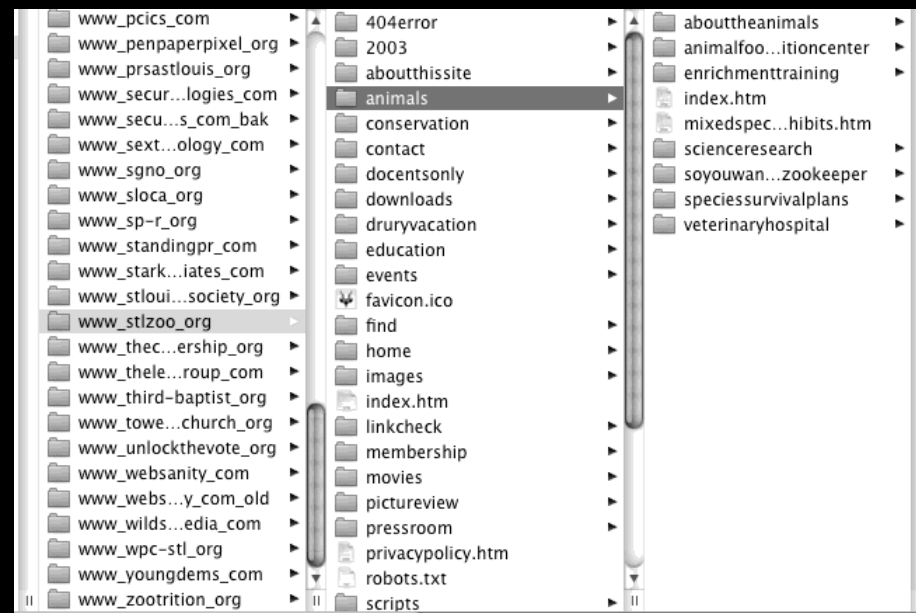 www_pcics_com
www_penpaperpixel_org
www_prsastlouis_org
www_secur...logies_com
www_secu...s_com_bak
www_sext...ology_com
www_sgno_org
www_sloca_org
www_sp-r_org
www_standingpr_com
www_stark...iates_com
www_stloui...society_org
www_stlzoo_org
www_thec...ership_org
www_thele...roup_com
www_third-baptist_org
www_towe...church_org
www_unlockthevote_org
www_websanity_com
www_webs...y_com_old
www_wilds...edia_com
www_wpc-stl_org
www_youngdems_com
www_zootrition_org
404error
2003
aboutthissite
animals
conservation
contact
docentsonly
downloads
druryvacation
education
events
favicon.ico
find
home
images
index.htm
linkcheck
membership
movies
pictureview
pressroom
privacypolicy.htm
robots.txt
scripts
abouttheanimals
animalfoo...itioncenter
enrichmenttraining
index.htm
mixedspec...hibits.htm
scienceresearch
soyouwan...zookeeper
speciessurvivalplans
veterinaryhospital